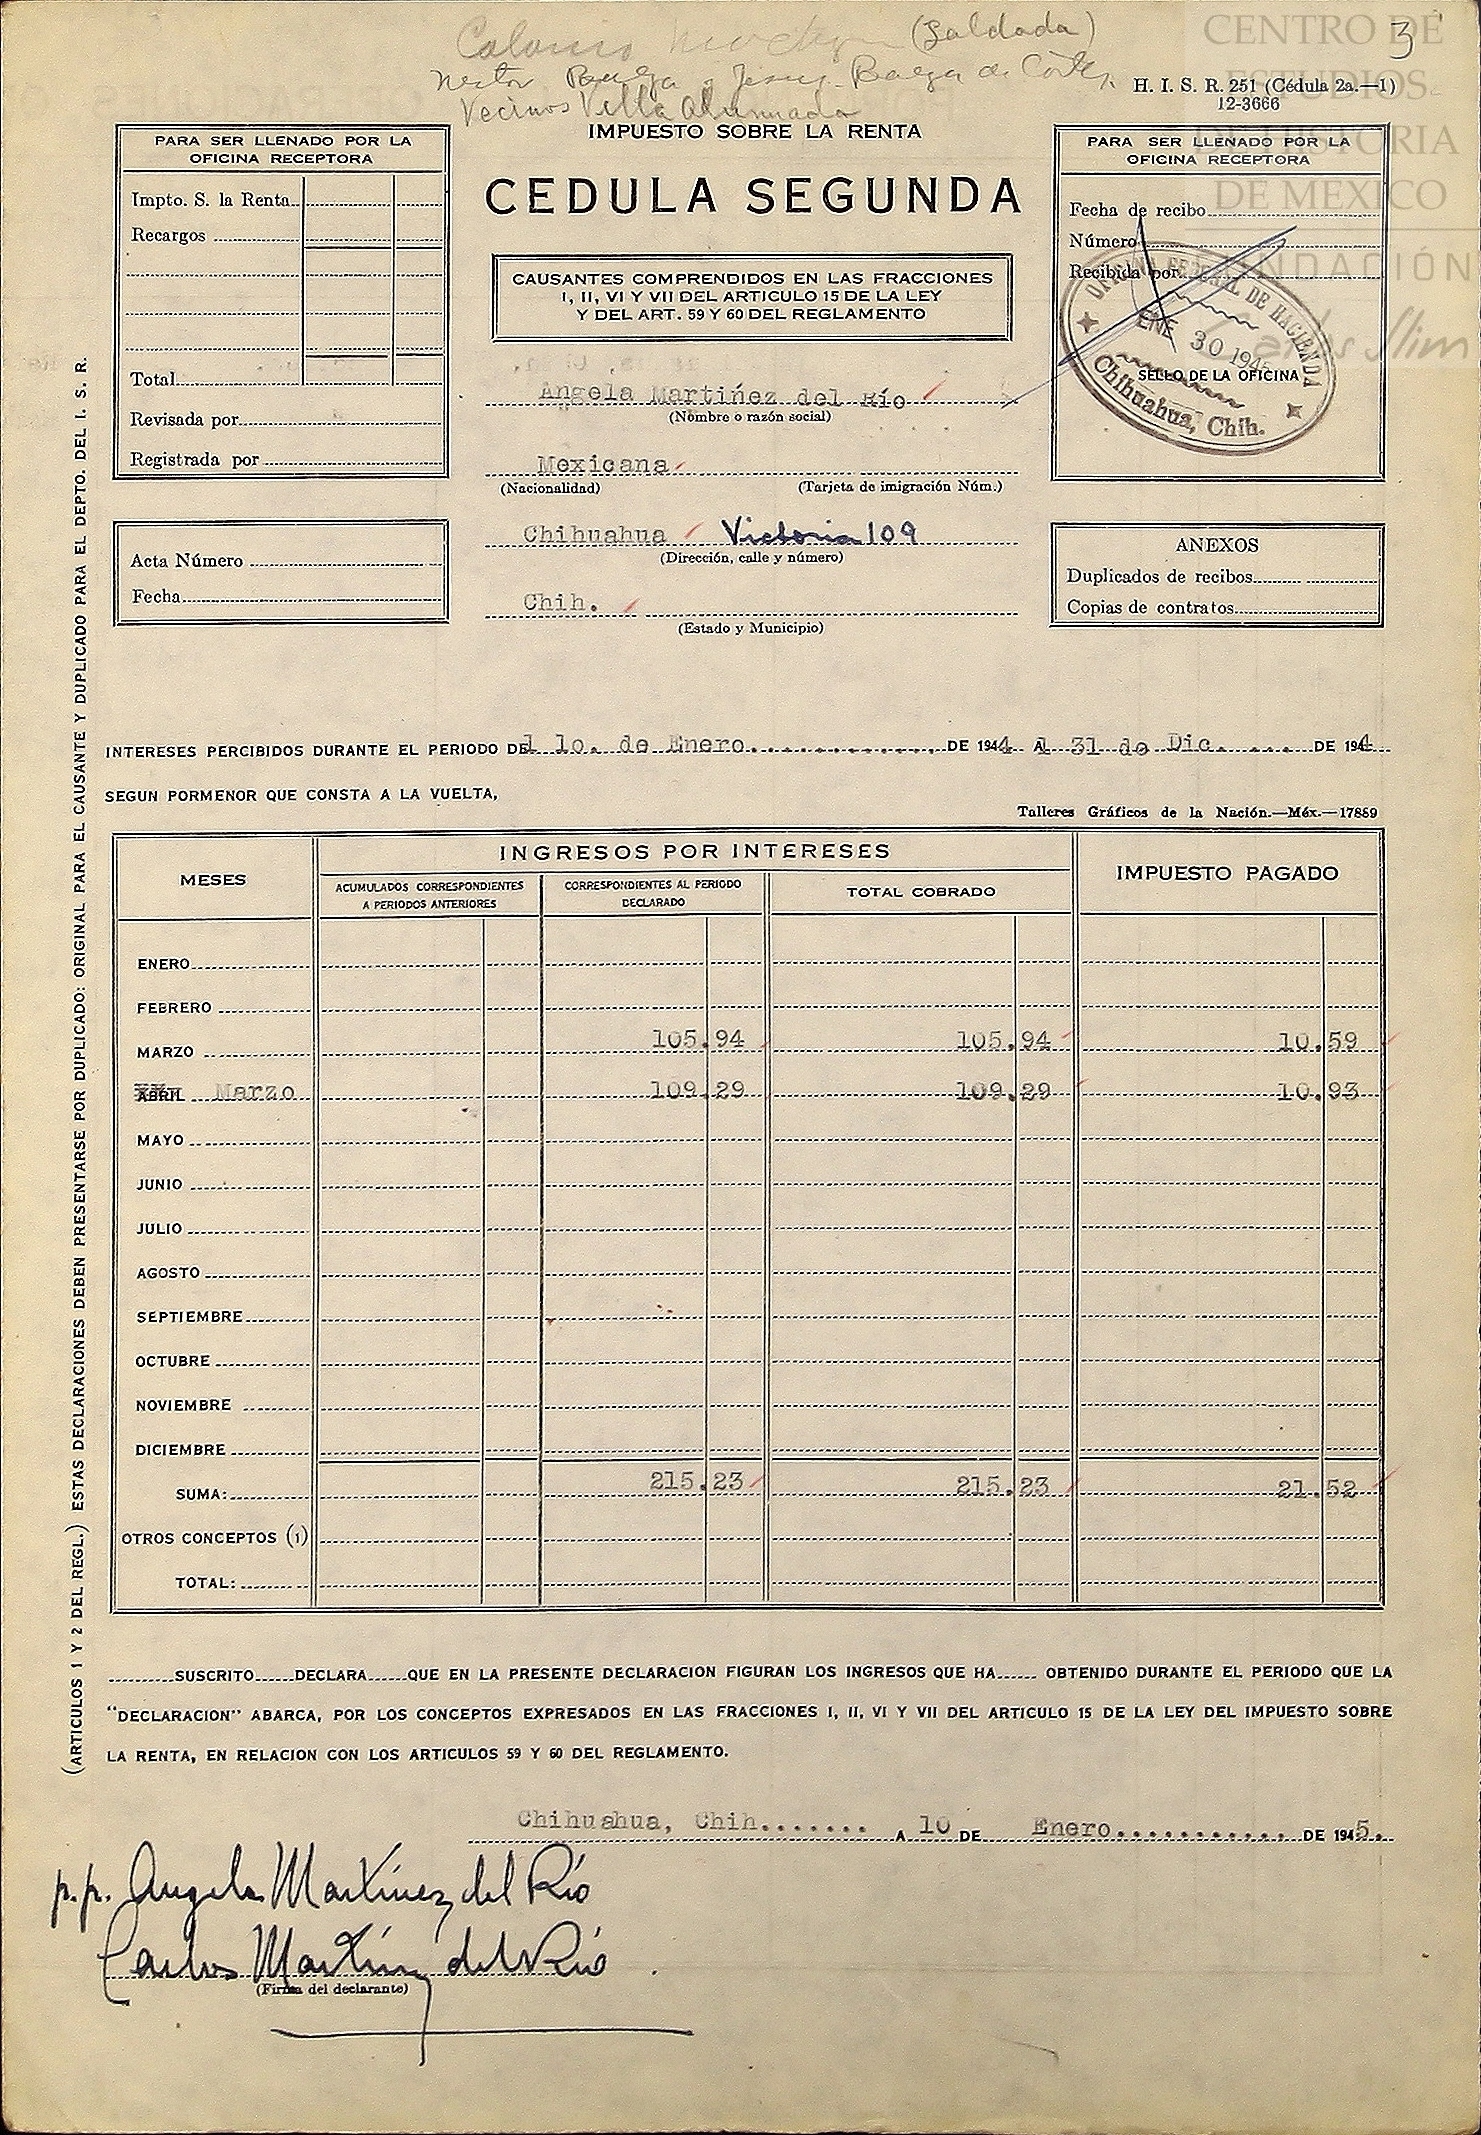 (Saldada)
3
CENTRO DE
ESTUDIOS
DE HISTORIA
DE MEXICO
FUNDACIÓN
Carlos Slim
Vecinos Villa Ahumada
H. I. S. R. 251 (Cédula 2a.—1)
12-3666
IMPUESTO SOBRE LA RENTA
CEDULA SEGUNDA
CAUSANTES COMPRENDIDOS EN LAS FRACCIONES
I, II, VI Y VII DEL ARTICULO 15 DE LA LEY
Y DEL ART. 59 Y 60 DEL REGLAMENTO
PARA SER LLENADO POR LA
OFICINA RECEPTORA
Impto. S. la Renta
Recargos
Total
Revisada por
Registrada por
PARA SER LLENADO POR LA
OFICINA RECEPTORA
Fecha de recibo
Número
Recibida por
OFICINA FEDERAL DE HACIENDA
ENE 30 194
SELLO DE LA OFICINA
Chihuahua, Chih.
Angela Martińez del Río
(Nombre o razón social)
Mexicana
(Nacionalidad) (Tarjeta de imigración Núm.)
Chihuahua Victoria 109
(Dirección, calle y número)
Chih.
(Estado y Municipio)
Acta Número
Fecha
ANEXOS
Duplicados de recibos
Copias de contratos
INTERESES PERCIBIDOS DURANTE EL PERIODO DEl 1o. de Enero DE 1944 Al 31 de Dic. DE 1944
SEGUN PORMENOR QUE CONSTA A LA VUELTA,
Talleres Gráficos de la Nación.—Méx.—17889
MESES
INGRESOS POR INTERESES
IMPUESTO PAGADO
ACUMULADOS CORRESPONDIENTES
A PERIODOS ANTERIORES
CORRESPONDIENTES AL PERIODO
DECLARADO
TOTAL COBRADO
ENERO
FEBRERO
MARZO 105.94 105.94 10.59
ABRIL Marzo 109.29 109.29 10.93
MAYO
JUNIO
JULIO
AGOSTO
SEPTIEMBRE
OCTUBRE
NOVIEMBRE
DICIEMBRE
SUMA: 215.23 215.23 21.52
OTROS CONCEPTOS (1)
TOTAL:
SUSCRITO DECLARA QUE EN LA PRESENTE DECLARACION FIGURAN LOS INGRESOS QUE HA OBTENIDO DURANTE EL PERIODO QUE LA
"DECLARACION" ABARCA, POR LOS CONCEPTOS EXPRESADOS EN LAS FRACCIONES I, II, VI Y VII DEL ARTICULO 15 DE LA LEY DEL IMPUESTO SOBRE
LA RENTA, EN RELACION CON LOS ARTICULOS 59 Y 60 DEL REGLAMENTO.
Chihuahua, Chih....... A 10 DE Enero............ DE 1945.
p.p. Angela Martínez del Río
Carlos Martínez del Río
(Firma del declarante)
(ARTICULOS 1 Y 2 DEL REGL.) ESTAS DECLARACIONES DEBEN PRESENTARSE POR DUPLICADO: ORIGINAL PARA EL CAUSANTE Y DUPLICADO PARA EL DEPTO. DEL I. S. R.